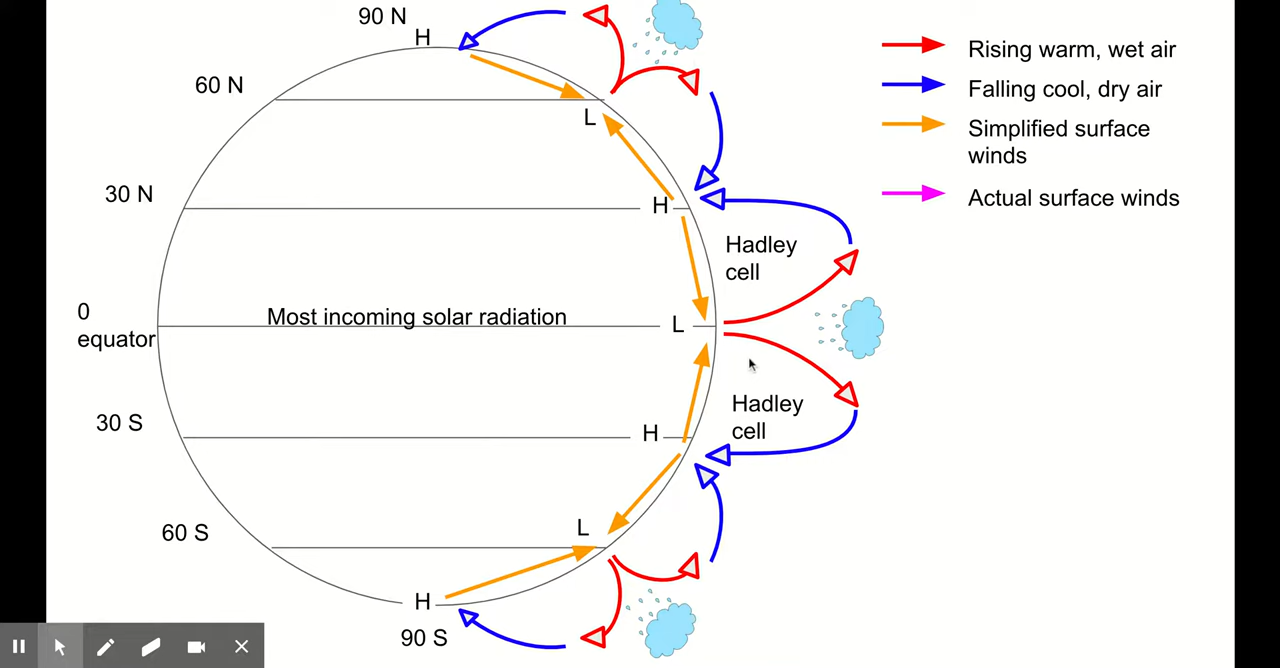 90 N
H
60 N
L
30 N
H
Hadley
cell
0
equator
Most incoming solar radiation
L
30 S
H
Hadley
cell
60 S
L
H
90 S
Rising warm, wet air
Falling cool, dry air
Simplified surface
winds
Actual surface winds